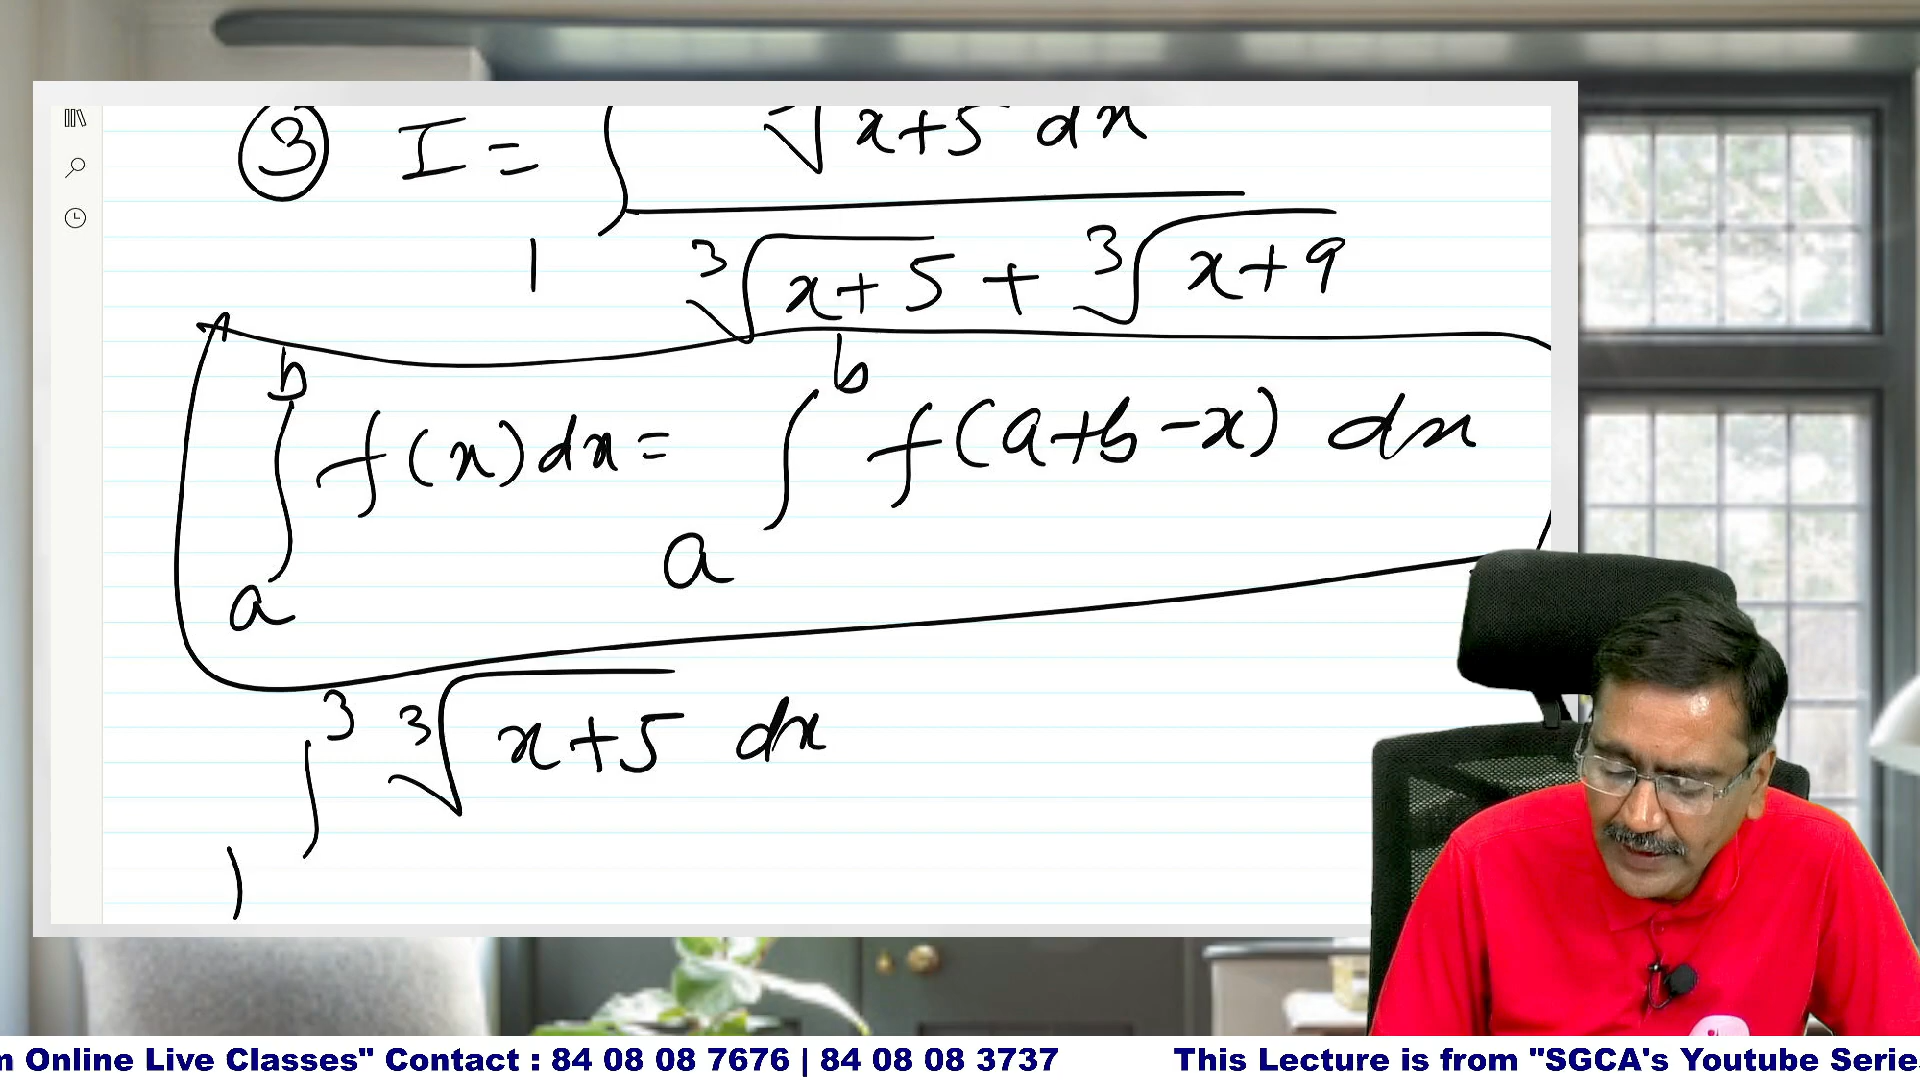 ③ I = ∫ √x+5 dx
1 ∛x+5 + ∛x+9
b b
∫ f(x)dx = ∫ f(a+b-x) dx
a a
3
∫ ∛x+5 dx
1
m Online Live Classes" Contact : 84 08 08 7676 | 84 08 08 3737 This Lecture is from "SGCA's Youtube Serie